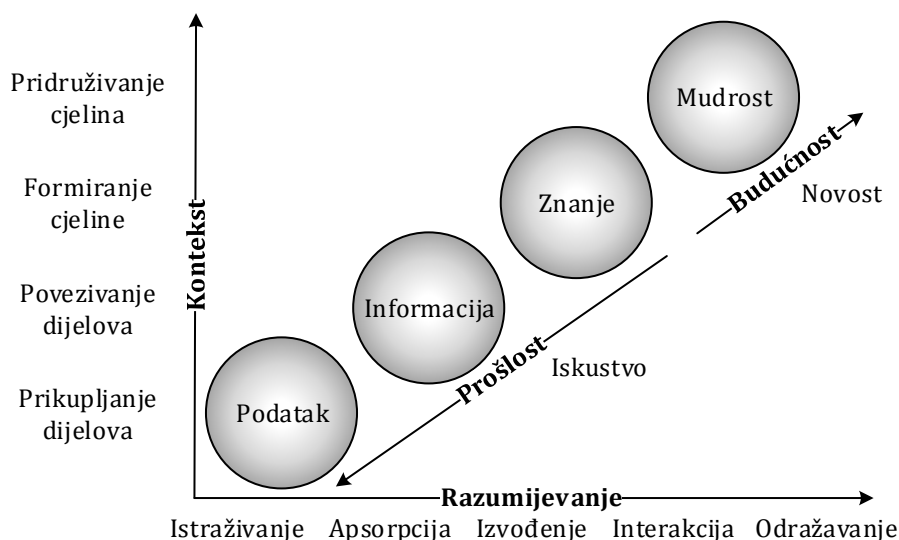 Pridruživanje
cjelina
Formiranje
cjeline
Povezivanje
dijelova
Prikupljanje
dijelova
Kontekst
Mudrost
Znanje
Informacija
Podatak
Budućnost
Novost
Prošlost
Iskustvo
Razumijevanje
Istraživanje Apsorpcija Izvođenje Interakcija Odražavanje